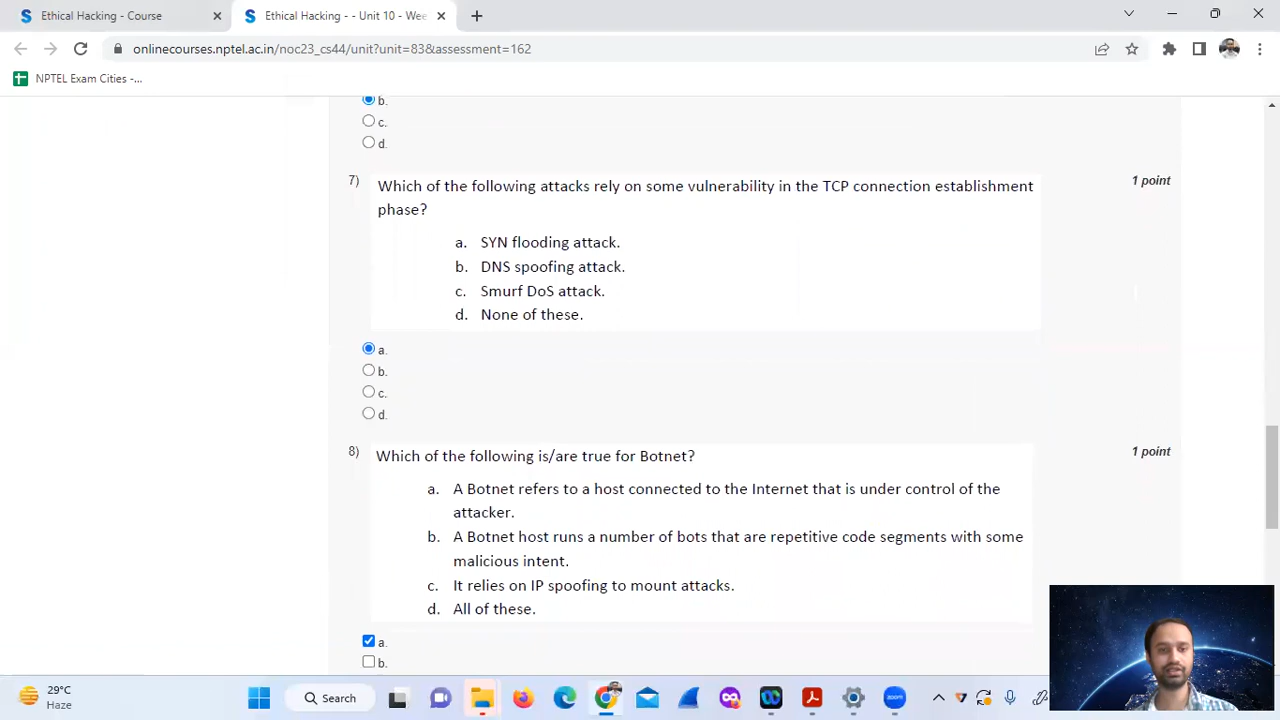 Ethical Hacking - Course
Ethical Hacking - - Unit 10 - Wee
onlinecourses.nptel.ac.in/noc23_cs44/unit?unit=83&assessment=162
NPTEL Exam Cities -...
b.
c.
d.
7) Which of the following attacks rely on some vulnerability in the TCP connection establishment 1 point
phase?
a. SYN flooding attack.
b. DNS spoofing attack.
c. Smurf DoS attack.
d. None of these.
a.
b.
c.
d.
8) Which of the following is/are true for Botnet? 1 point
a. A Botnet refers to a host connected to the Internet that is under control of the
attacker.
b. A Botnet host runs a number of bots that are repetitive code segments with some
malicious intent.
c. It relies on IP spoofing to mount attacks.
d. All of these.
a.
b.
29°C
Haze
Search